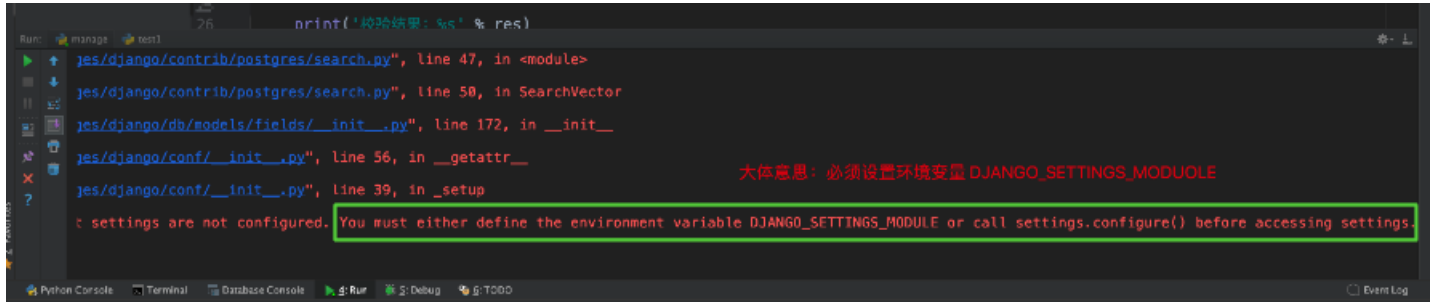 26 print('校验结果：%s' % res)
Run: manage test1
ges/django/contrib/postgres/search.py", line 47, in <module>
ges/django/contrib/postgres/search.py", line 50, in SearchVector
ges/django/db/models/fields/__init__.py", line 172, in __init__
ges/django/conf/__init__.py", line 56, in __getattr__
大体意思：必须设置环境变量 DJANGO_SETTINGS_MODUOLE
ges/django/conf/__init__.py", line 39, in _setup
t settings are not configured. You must either define the environment variable DJANGO_SETTINGS_MODULE or call settings.configure() before accessing settings.
Python Console Terminal Database Console 4: Run 5: Debug 6: TODO Event Log